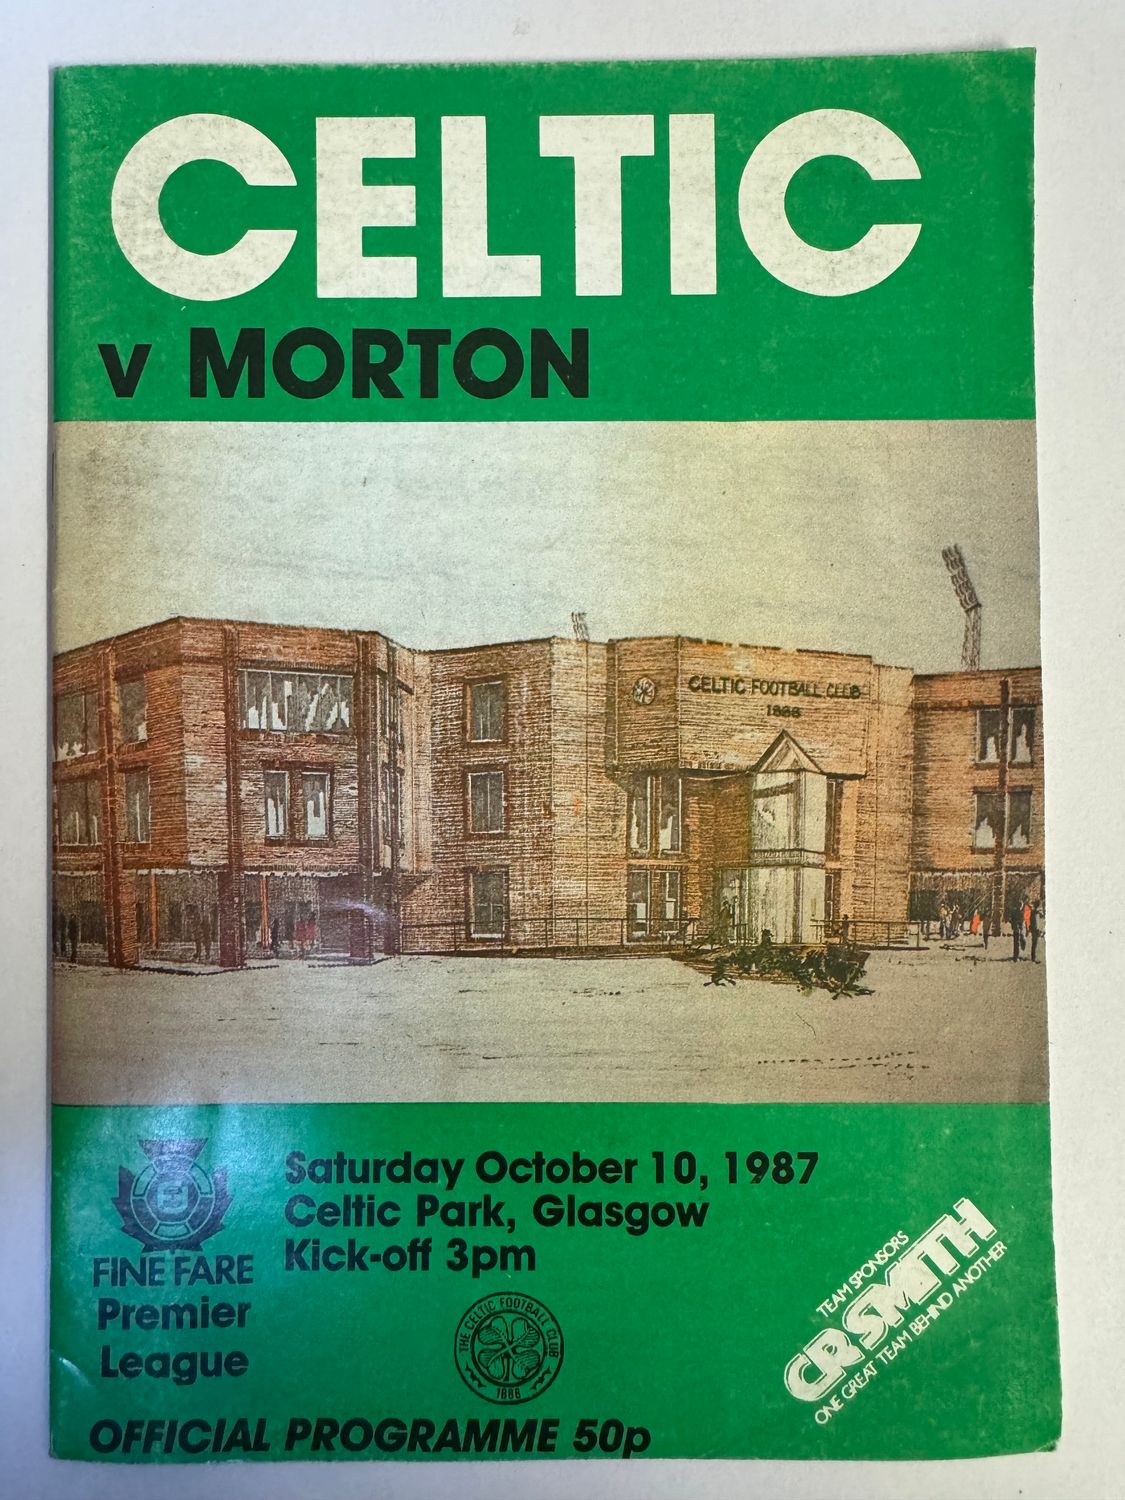 CELTIC
v MORTON
CELTIC FOOTBALL CLUB
1888
Saturday October 10, 1987
Celtic Park, Glasgow
Kick-off 3pm
FINE FARE
Premier
League
THE CELTIC FOOTBALL CLUB
1888
TEAM SPONSORS
CR SMITH
ONE GREAT TEAM BEHIND ANOTHER
OFFICIAL PROGRAMME 50p